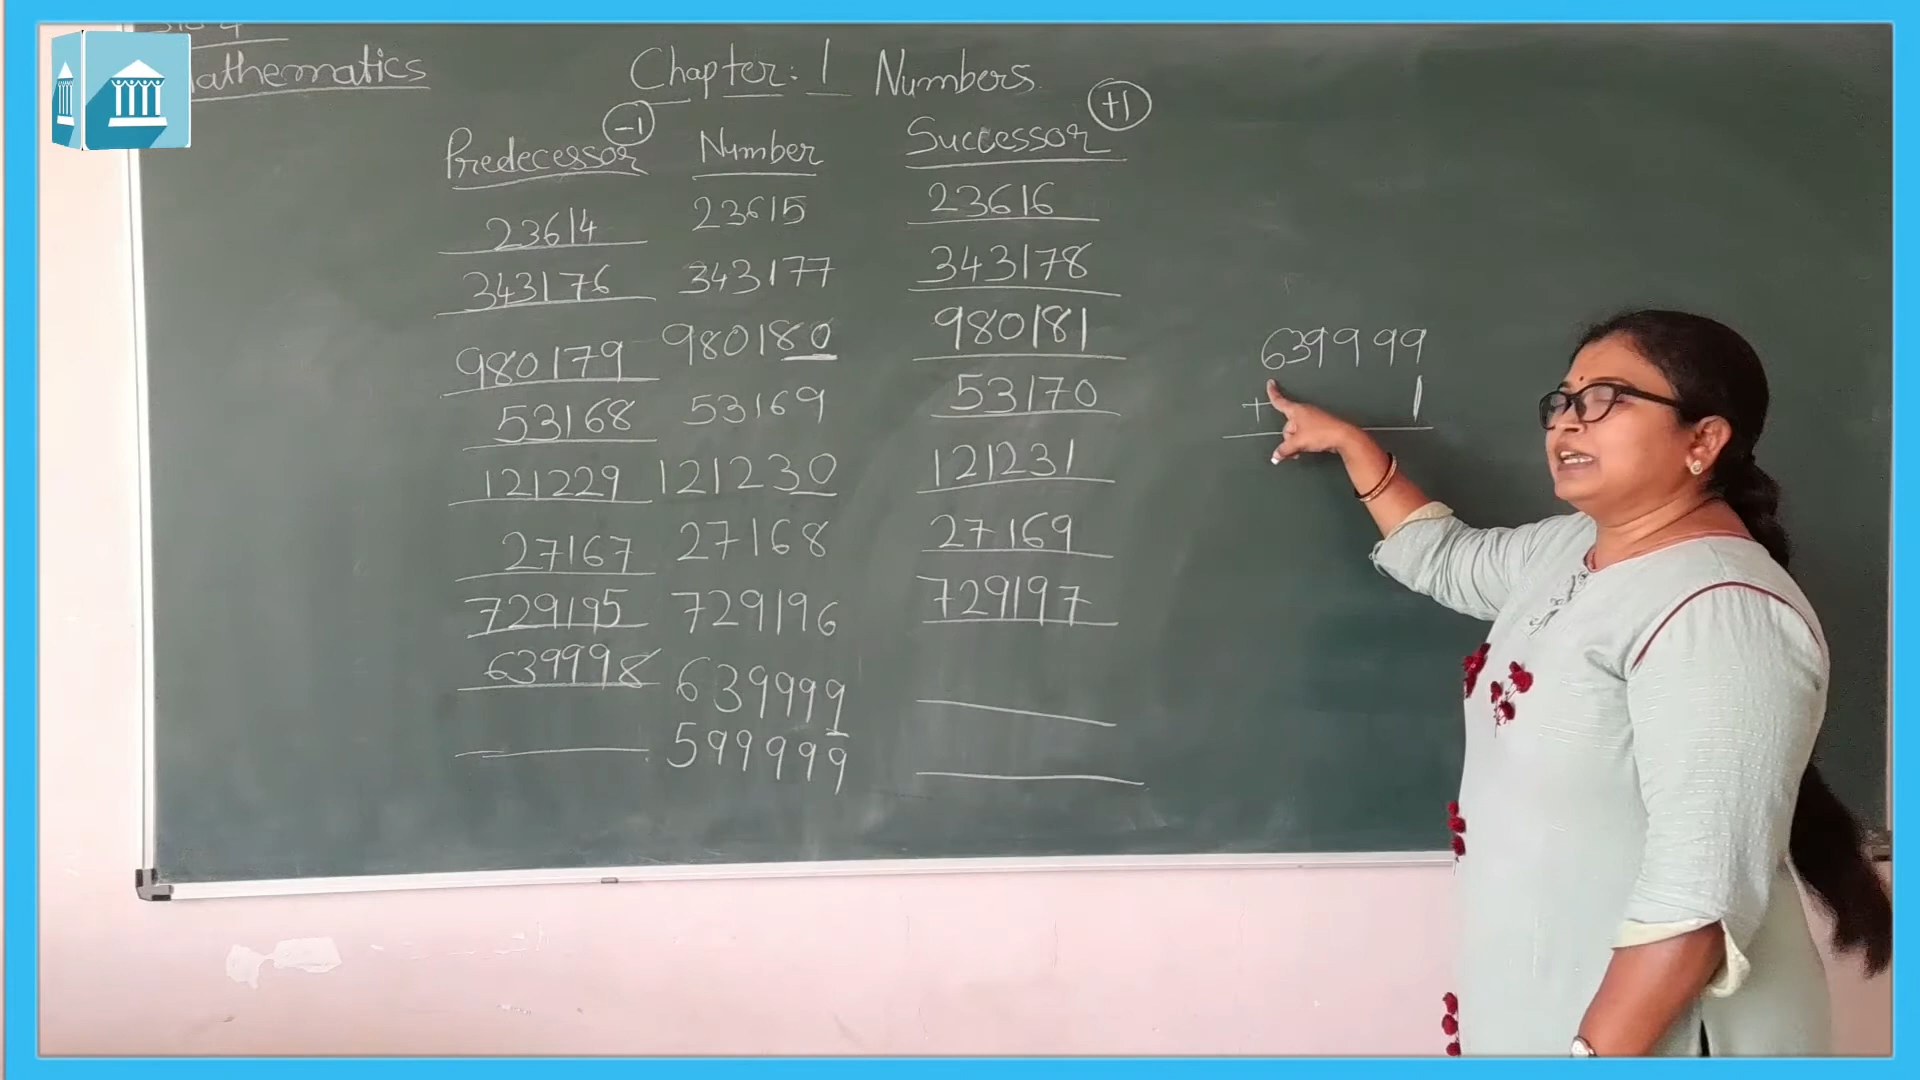 Mathematics
Chapter: 1 Numbers
Predecessor -1 Number Successor +1
23614 23615 23616
343176 343177 343178
980179 980180 980181
53168 53169 53170
121229 121230 121231
27167 27168 27169
729195 729196 729197
639998 639999
599999
639999
+ 1